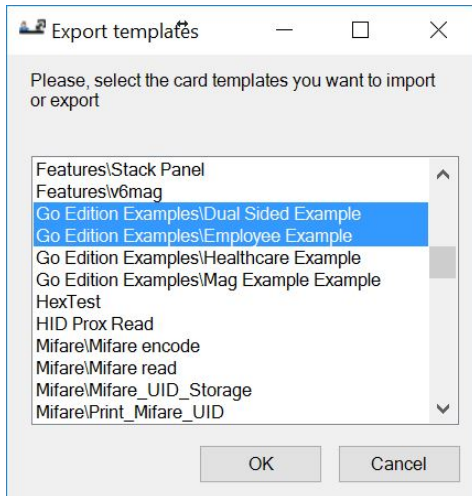 Export templates
Please, select the card templates you want to import
or export
Features\Stack Panel
Features\v6mag
Go Edition Examples\Dual Sided Example
Go Edition Examples\Employee Example
Go Edition Examples\Healthcare Example
Go Edition Examples\Mag Example Example
HexTest
HID Prox Read
Mifare\Mifare encode
Mifare\Mifare read
Mifare\Mifare_UID_Storage
Mifare\Print_Mifare_UID
OK
Cancel